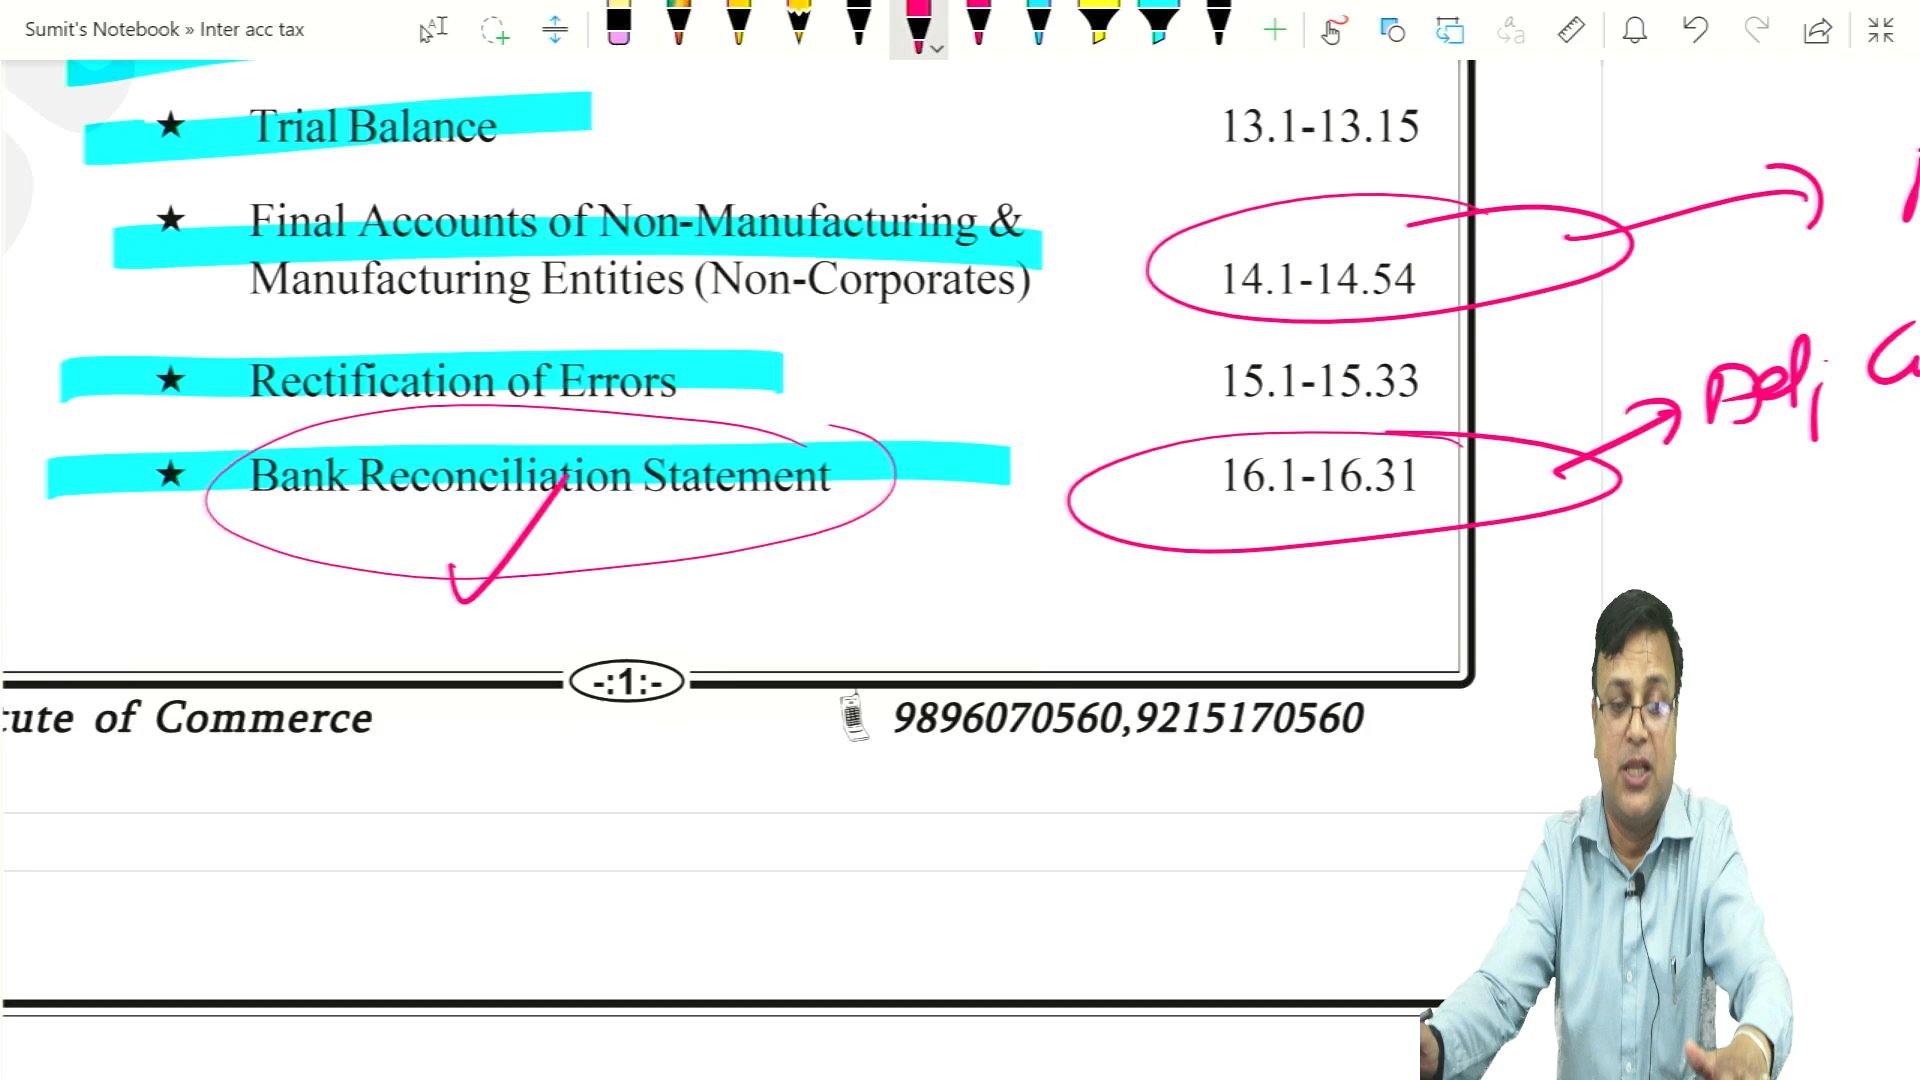 Sumit's Notebook » Inter acc tax
★ Trial Balance 13.1-13.15
★ Final Accounts of Non-Manufacturing &
Manufacturing Entities (Non-Corporates) 14.1-14.54
★ Rectification of Errors 15.1-15.33
★ Bank Reconciliation Statement 16.1-16.31
-:1:-
tute of Commerce 9896070560,9215170560